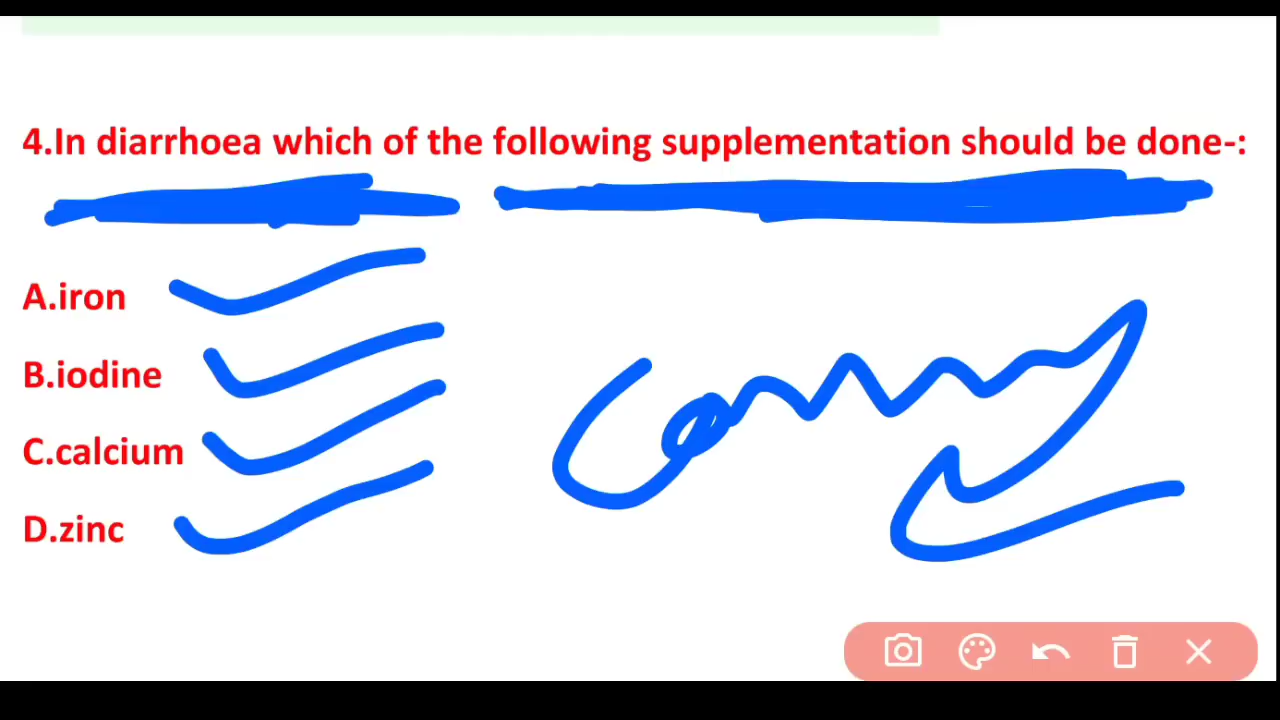 4.In diarrhoea which of the following supplementation should be done-:
A.iron
B.iodine
C.calcium
D.zinc